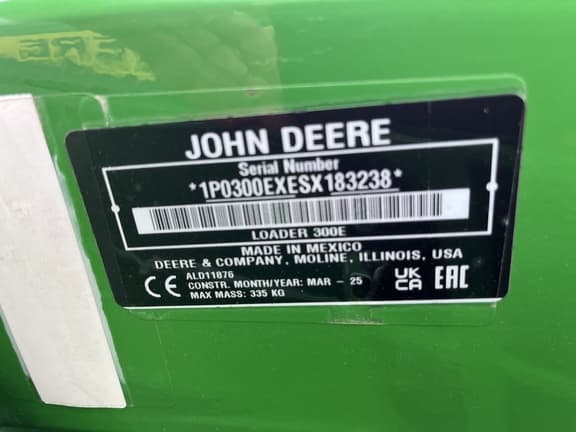 JOHN DEERE
Serial Number
*1P0300EXESX183238*
LOADER 300E
MADE IN MEXICO
DEERE & COMPANY, MOLINE, ILLINOIS, USA
ALD11876
CE CONSTR. MONTH/YEAR: MAR - 25 UK CA EAC
MAX MASS: 335 KG